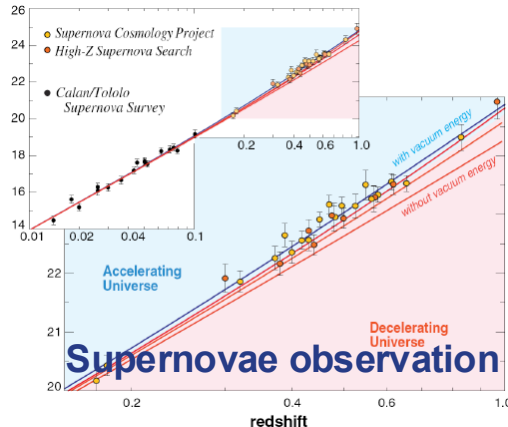 26
Supernova Cosmology Project
24
High-Z Supernova Search
22
20
Calan/Tololo
Supernova Survey
18
0.2
0.4
0.6
1.0
16
with vacuum energy
without vacuum energy
14
0.01
0.02
0.04
0.1
22
Accelerating
Universe
21
Decelerating
Universe
Supernovae observation
20
0.2
0.4
0.6
1.0
redshift